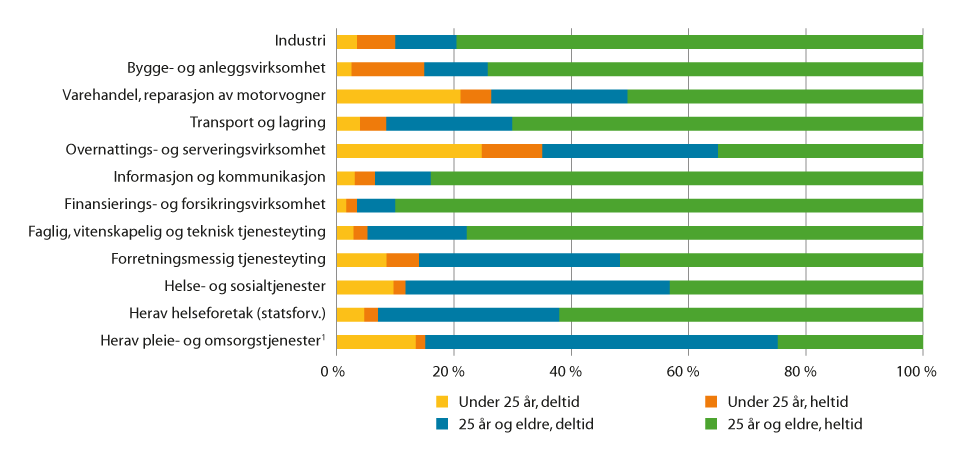 Industri
Bygge- og anleggsvirksomhet
Varehandel, reparasjon av motorvogner
Transport og lagring
Overnattings- og serveringsvirksomhet
Informasjon og kommunikasjon
Finansierings- og forsikringsvirksomhet
Faglig, vitenskapelig og teknisk tjenesteyting
Forretningsmessig tjenesteyting
Helse- og sosialtjenester
Herav helseforetak (statsforv.)
Herav pleie- og omsorgstjenester¹
0 % 20 % 40 % 60 % 80 % 100 %
Under 25 år, deltid Under 25 år, heltid
25 år og eldre, deltid 25 år og eldre, heltid